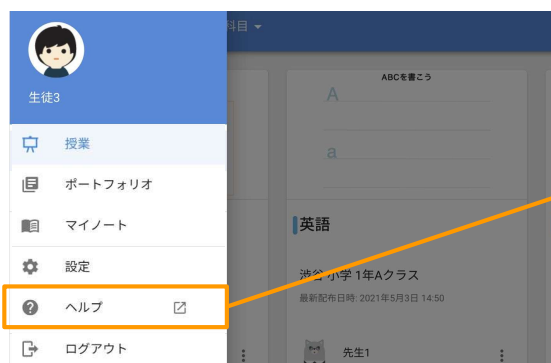 科目
生徒3
授業
ポートフォリオ
マイノート
設定
ヘルプ
ログアウト
ABCを書こう
A
a
英語
渋谷 小学 1年Aクラス
最新配布日時: 2021年5月3日 14:50
先生1